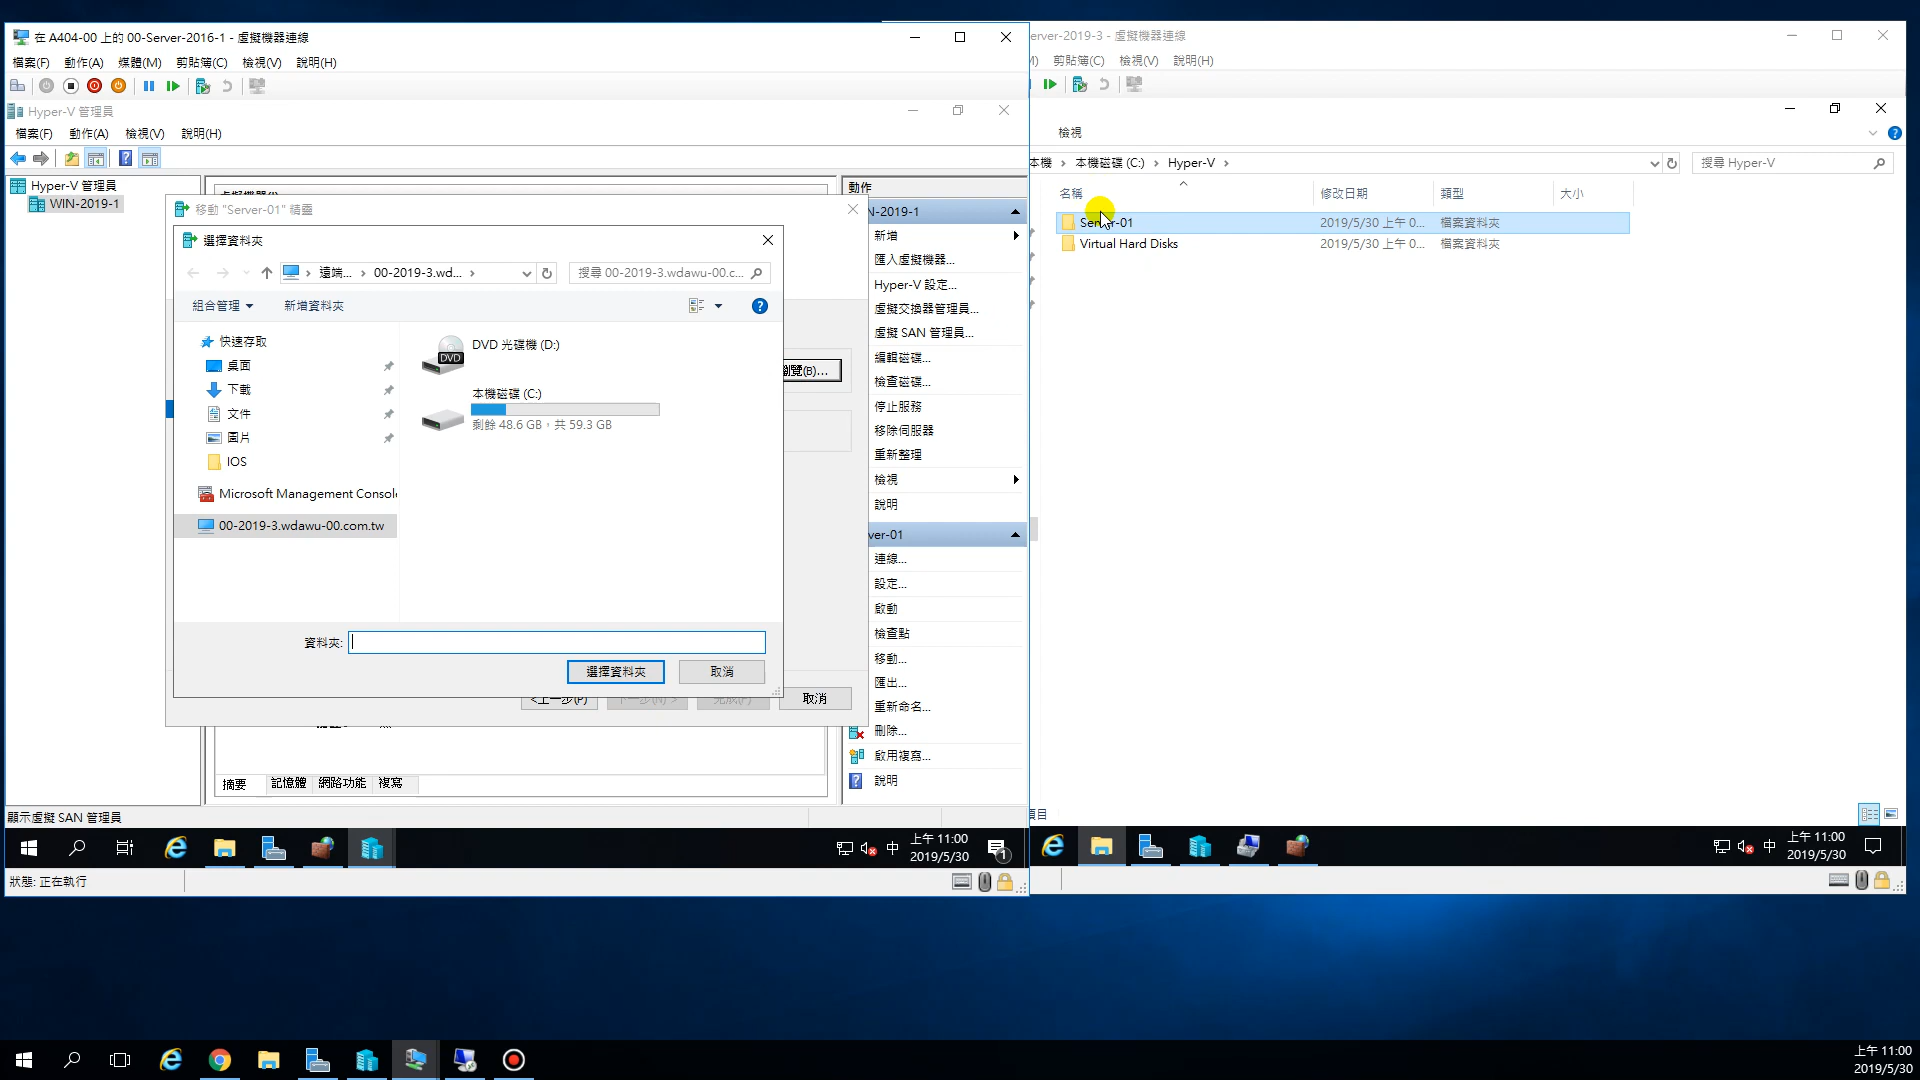 在 A404-00 上的 00-Server-2016-1 - 虛擬機器連線
檔案(F) 動作(A) 媒體(M) 剪貼簿(C) 檢視(V) 說明(H)
Hyper-V 管理員
檔案(F) 動作(A) 檢視(V) 說明(H)
Hyper-V 管理員
WIN-2019-1
移動 "Server-01" 精靈
選擇資料夾
遠端... › 00-2019-3.wd... ›
搜尋 00-2019-3.wdawu-00.c...
組合管理
新增資料夾
快速存取
桌面
下載
文件
圖片
IOS
Microsoft Management Consol
00-2019-3.wdawu-00.com.tw
DVD 光碟機 (D:)
DVD
本機磁碟 (C:)
剩餘 48.6 GB,共 59.3 GB
資料夾:
選擇資料夾
取消
瀏覽(B)...
<上一步(P)
下一步(N) >
完成(F)
取消
摘要 記憶體 網路功能 複寫
動作
N-2019-1
新增
匯入虛擬機器...
Hyper-V 設定...
虛擬交換器管理員...
虛擬 SAN 管理員...
編輯磁碟...
檢查磁碟...
停止服務
移除伺服器
重新整理
檢視
說明
ver-01
連線...
設定...
啟動
檢查點
移動...
匯出...
重新命名...
刪除...
啟用複寫...
說明
顯示虛擬 SAN 管理員
中
上午 11:00
2019/5/30
1
狀態: 正在執行
erver-2019-3 - 虛擬機器連線
剪貼簿(C) 檢視(V) 說明(H)
檢視
本機 › 本機磁碟 (C:) › Hyper-V ›
搜尋 Hyper-V
名稱 修改日期 類型 大小
Server-01 2019/5/30 上午 0... 檔案資料夾
Virtual Hard Disks 2019/5/30 上午 0... 檔案資料夾
項目
中
上午 11:00
2019/5/30
上午 11:00
2019/5/30